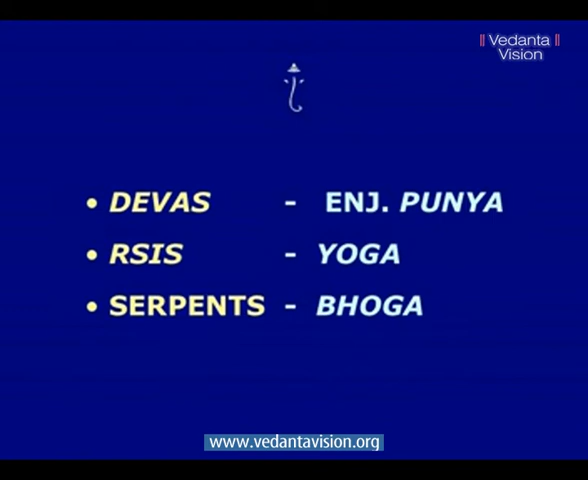 || Vedanta ||
Vision
• DEVAS - ENJ. PUNYA
• RSIS - YOGA
• SERPENTS - BHOGA
www.vedantavision.org